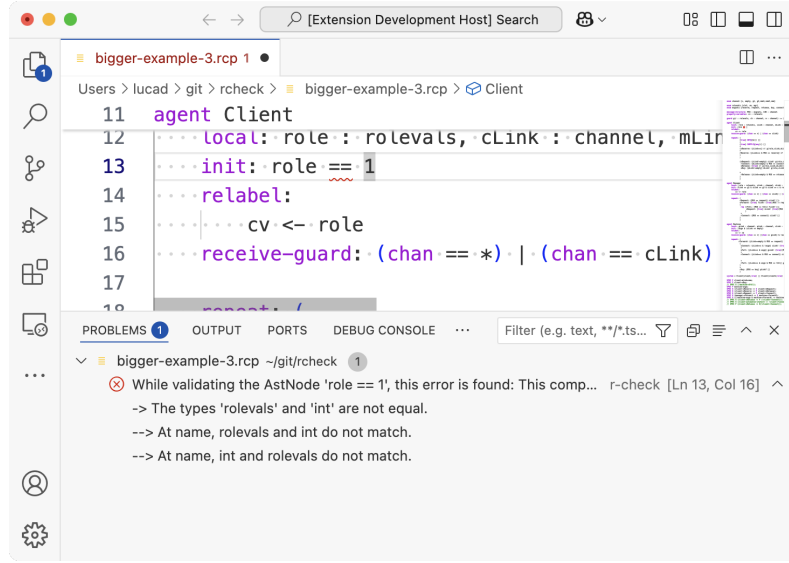 [Extension Development Host] Search
bigger-example-3.rcp 1
1
Users > lucad > git > rcheck > bigger-example-3.rcp > Client
11 agent Client
12 local: role : rolevals, cLink : channel, mLin
13 init: role == 1
14 relabel:
15 cv <- role
16 receive-guard: (chan == *) | (chan == cLink)
17
18 repeat: (
PROBLEMS 1 OUTPUT PORTS DEBUG CONSOLE ··· Filter (e.g. text, **/*.ts...
bigger-example-3.rcp ~/git/rcheck 1
While validating the AstNode 'role == 1', this error is found: This comp... r-check [Ln 13, Col 16]
-> The types 'rolevals' and 'int' are not equal.
--> At name, rolevals and int do not match.
--> At name, int and rolevals do not match.